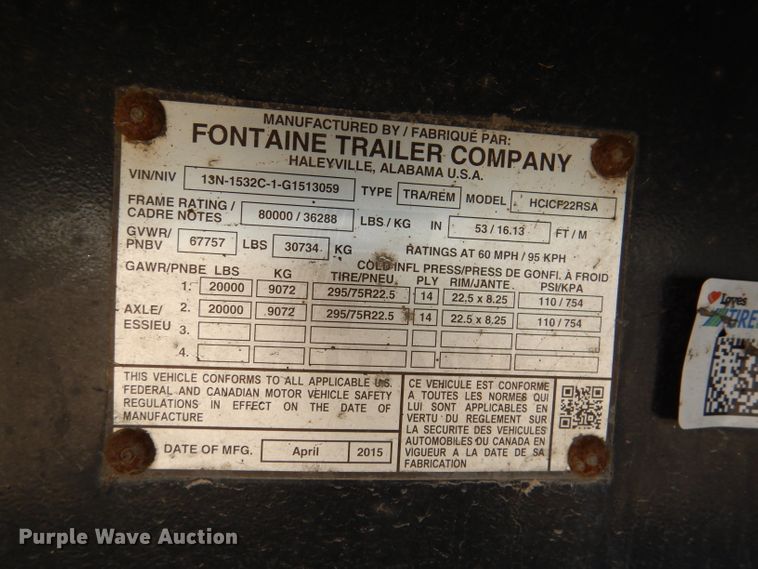 MANUFACTURED BY / FABRIQUÉ PAR:
FONTAINE TRAILER COMPANY
HALEYVILLE, ALABAMA U.S.A.
VIN/NIV 13N-1532C-1-G1513059 TYPE TRA/REM MODEL HCICF22RSA
FRAME RATING / CADRE NOTES 80000 / 36288 LBS / KG IN 53 / 16.13 FT / M
GVWR/ PNBV 67757 LBS 30734 KG RATINGS AT 60 MPH / 95 KPH
COLD INFL PRESS/PRESS DE GONFL À FROID
GAWR/PNBE LBS KG TIRE/PNEU. PLY RIM/JANTE. PSI/KPA
1. 20000 9072 295/75R22.5 14 22.5 x 8.25 110 / 754
AXLE/ ESSIEU
2. 20000 9072 295/75R22.5 14 22.5 x 8.25 110 / 754
3.
4.
THIS VEHICLE CONFORMS TO ALL APPLICABLE U.S.
FEDERAL AND CANADIAN MOTOR VEHICLE SAFETY
REGULATIONS IN EFFECT ON THE DATE OF
MANUFACTURE
CE VEHICULE EST CONFORME
A TOUTES LES NORMES QUI
LUI SONT APPLICABLES EN
VERTU DU REGLEMENT SUR
LA SECURITE DES VEHICULES
AUTOMOBILES DU CANADA EN
VIGUEUR A LA DATE DE SA
FABRICATION
DATE OF MFG. April 2015
Love's
TIRE
Purple Wave Auction